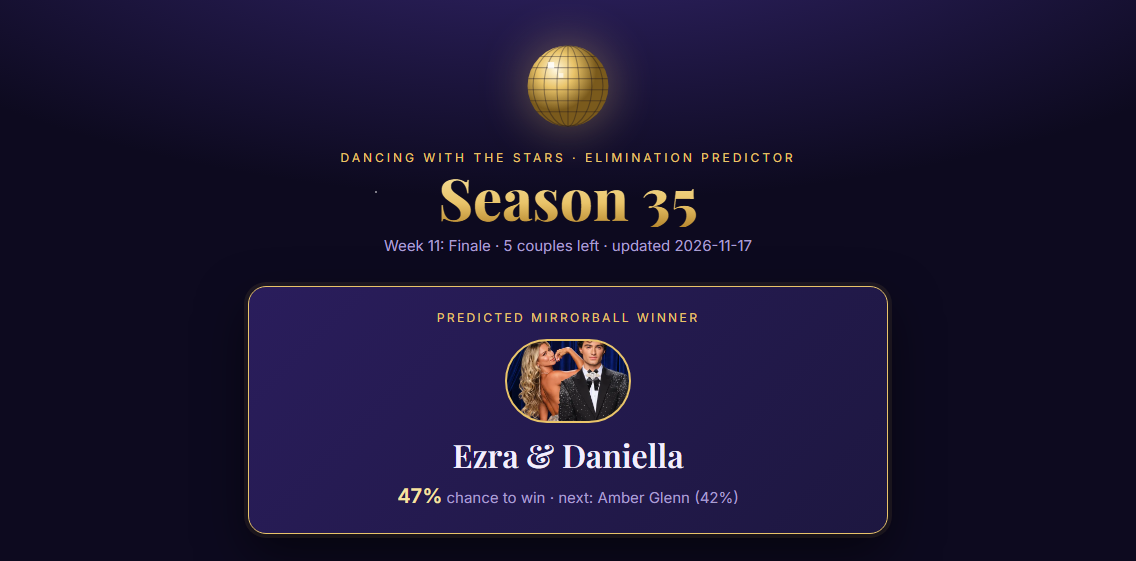 DANCING WITH THE STARS · ELIMINATION PREDICTOR
Season 35
Week 11: Finale · 5 couples left · updated 2026-11-17
PREDICTED MIRRORBALL WINNER
Ezra & Daniella
47% chance to win · next: Amber Glenn (42%)